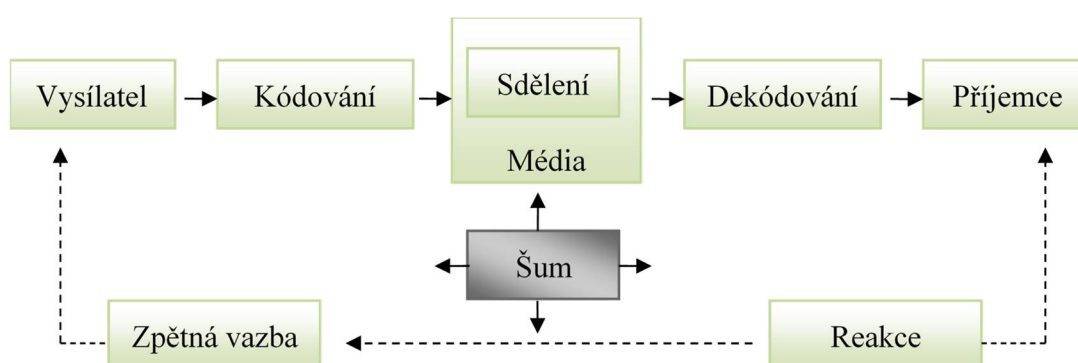 Vysílatel
Kódování
Sdělení
Média
Dekódování
Příjemce
Šum
Zpětná vazba
Reakce